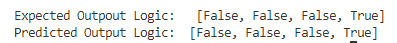 Expected Outpout Logic: [False, False, False, True]
Predicted Output Logic: [False, False, False, True]